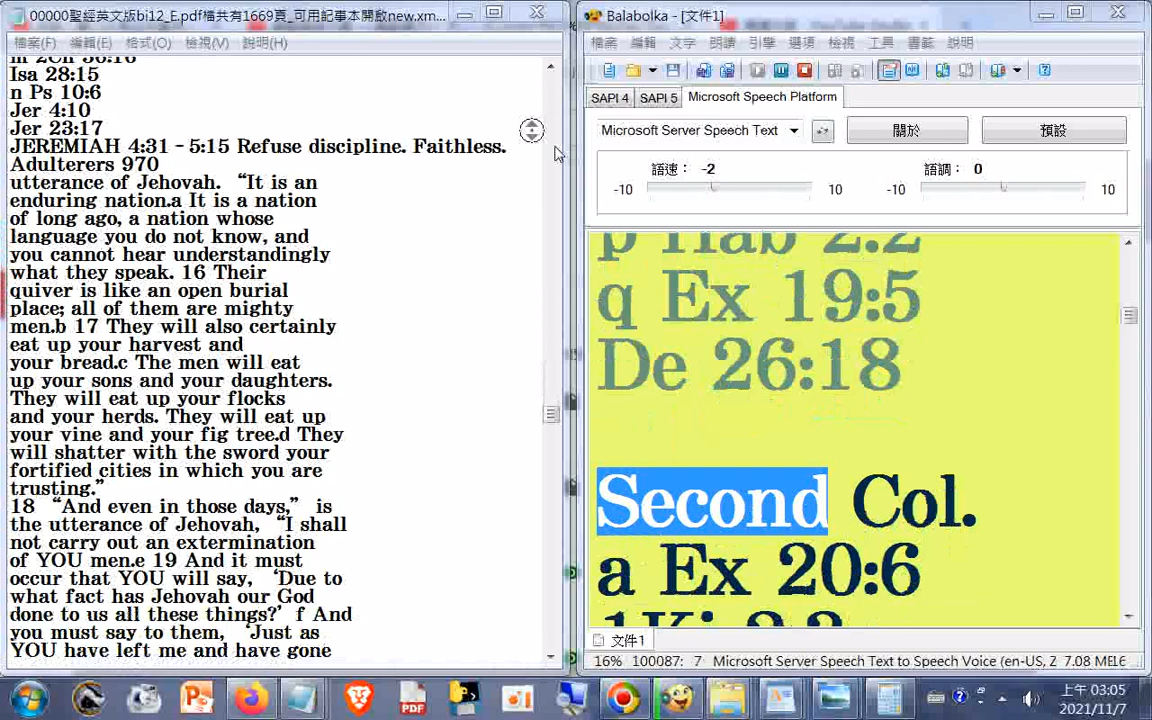 00000聖經英文版bi12_E.pdf檔共有1669頁_可用記事本開啟new.xm...
檔案(F) 編輯(E) 格式(O) 檢視(V) 說明(H)
Isa 28:15
n Ps 10:6
Jer 4:10
Jer 23:17
JEREMIAH 4:31 – 5:15 Refuse discipline. Faithless.
Adulterers 970
utterance of Jehovah. “It is an
enduring nation.a It is a nation
of long ago, a nation whose
language you do not know, and
you cannot hear understandingly
what they speak. 16 Their
quiver is like an open burial
place; all of them are mighty
men.b 17 They will also certainly
eat up your harvest and
your bread.c The men will eat
up your sons and your daughters.
They will eat up your flocks
and your herds. They will eat up
your vine and your fig tree.d They
will shatter with the sword your
fortified cities in which you are
trusting.”
18 “And even in those days,” is
the utterance of Jehovah, “I shall
not carry out an extermination
of YOU men.e 19 And it must
occur that YOU will say, ‘Due to
what fact has Jehovah our God
done to us all these things?’ f And
you must say to them, ‘Just as
YOU have left me and have gone
Balabolka - [文件1]
檔案 編輯 文字 朗讀 引擎 選項 檢視 工具 書籤 說明
SAPI 4 SAPI 5 Microsoft Speech Platform
Microsoft Server Speech Text 關於 預設
語速： -2 語調： 0
-10 10 -10 10
p Hab 2:2
q Ex 19:5
De 26:18
Second Col.
a Ex 20:6
文件1
16% 100087: 7 Microsoft Server Speech Text to Speech Voice (en-US, Z 7.08 ME
PDF
上午 03:05
2021/11/7